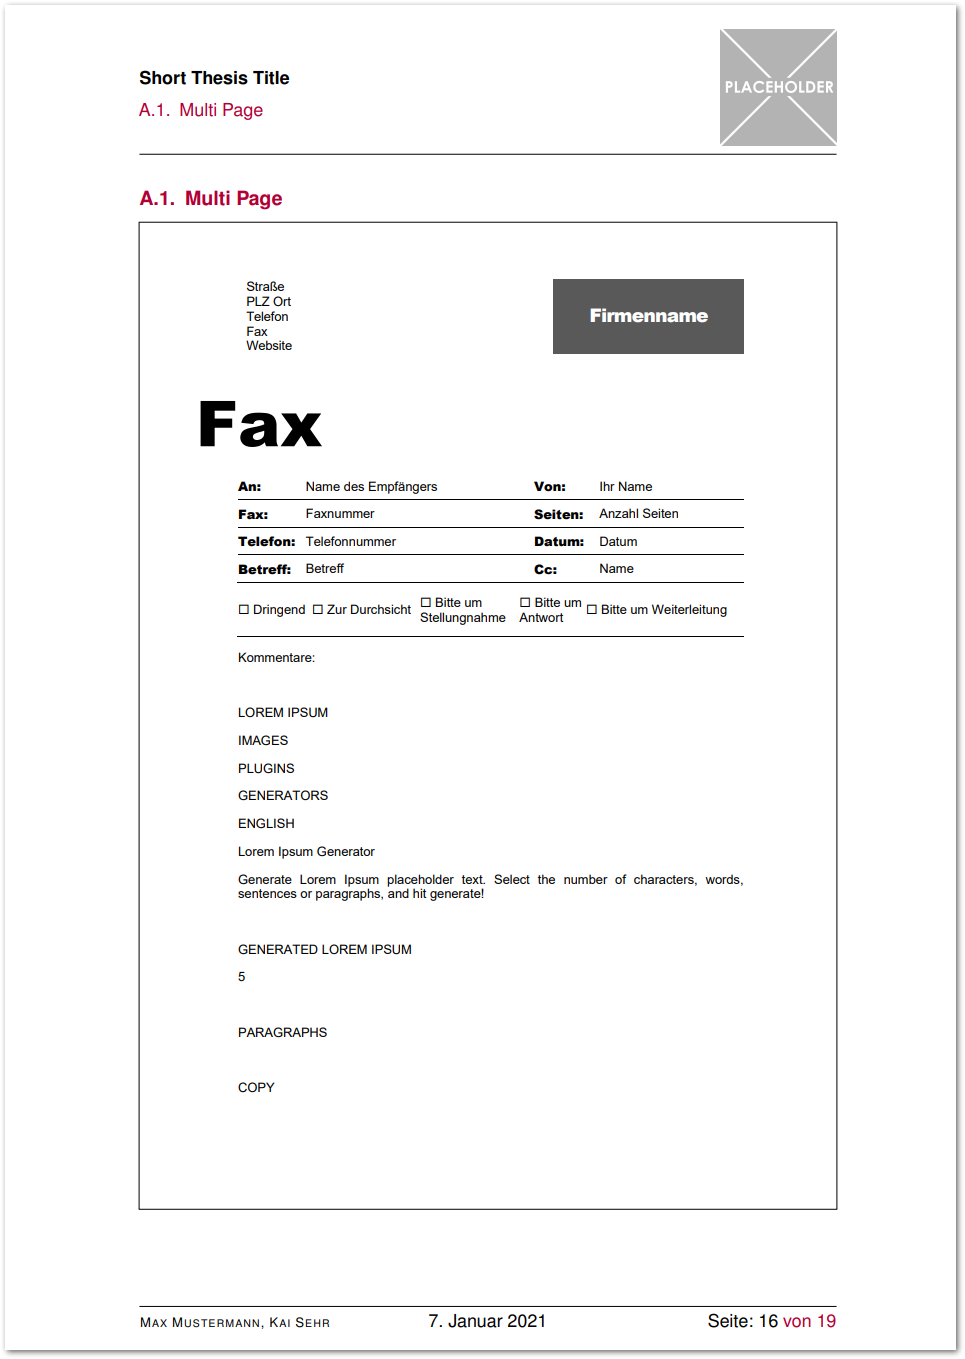 Short Thesis Title
A.1. Multi Page
PLACEHOLDER
A.1. Multi Page
Straße
PLZ Ort
Telefon
Fax
Website
Firmenname
Fax
An: Name des Empfängers Von: Ihr Name
Fax: Faxnummer Seiten: Anzahl Seiten
Telefon: Telefonnummer Datum: Datum
Betreff: Betreff Cc: Name
☐ Dringend ☐ Zur Durchsicht ☐ Bitte um Stellungnahme ☐ Bitte um Antwort ☐ Bitte um Weiterleitung
Kommentare:
LOREM IPSUM
IMAGES
PLUGINS
GENERATORS
ENGLISH
Lorem Ipsum Generator
Generate Lorem Ipsum placeholder text. Select the number of characters, words,
sentences or paragraphs, and hit generate!
GENERATED LOREM IPSUM
5
PARAGRAPHS
COPY
MAX MUSTERMANN, KAI SEHR 7. Januar 2021 Seite: 16 von 19